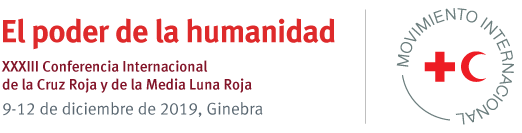 El poder de la humanidad
XXXIII Conferencia Internacional
de la Cruz Roja y de la Media Luna Roja
9-12 de diciembre de 2019, Ginebra
MOVIMIENTO INTERNACIONAL